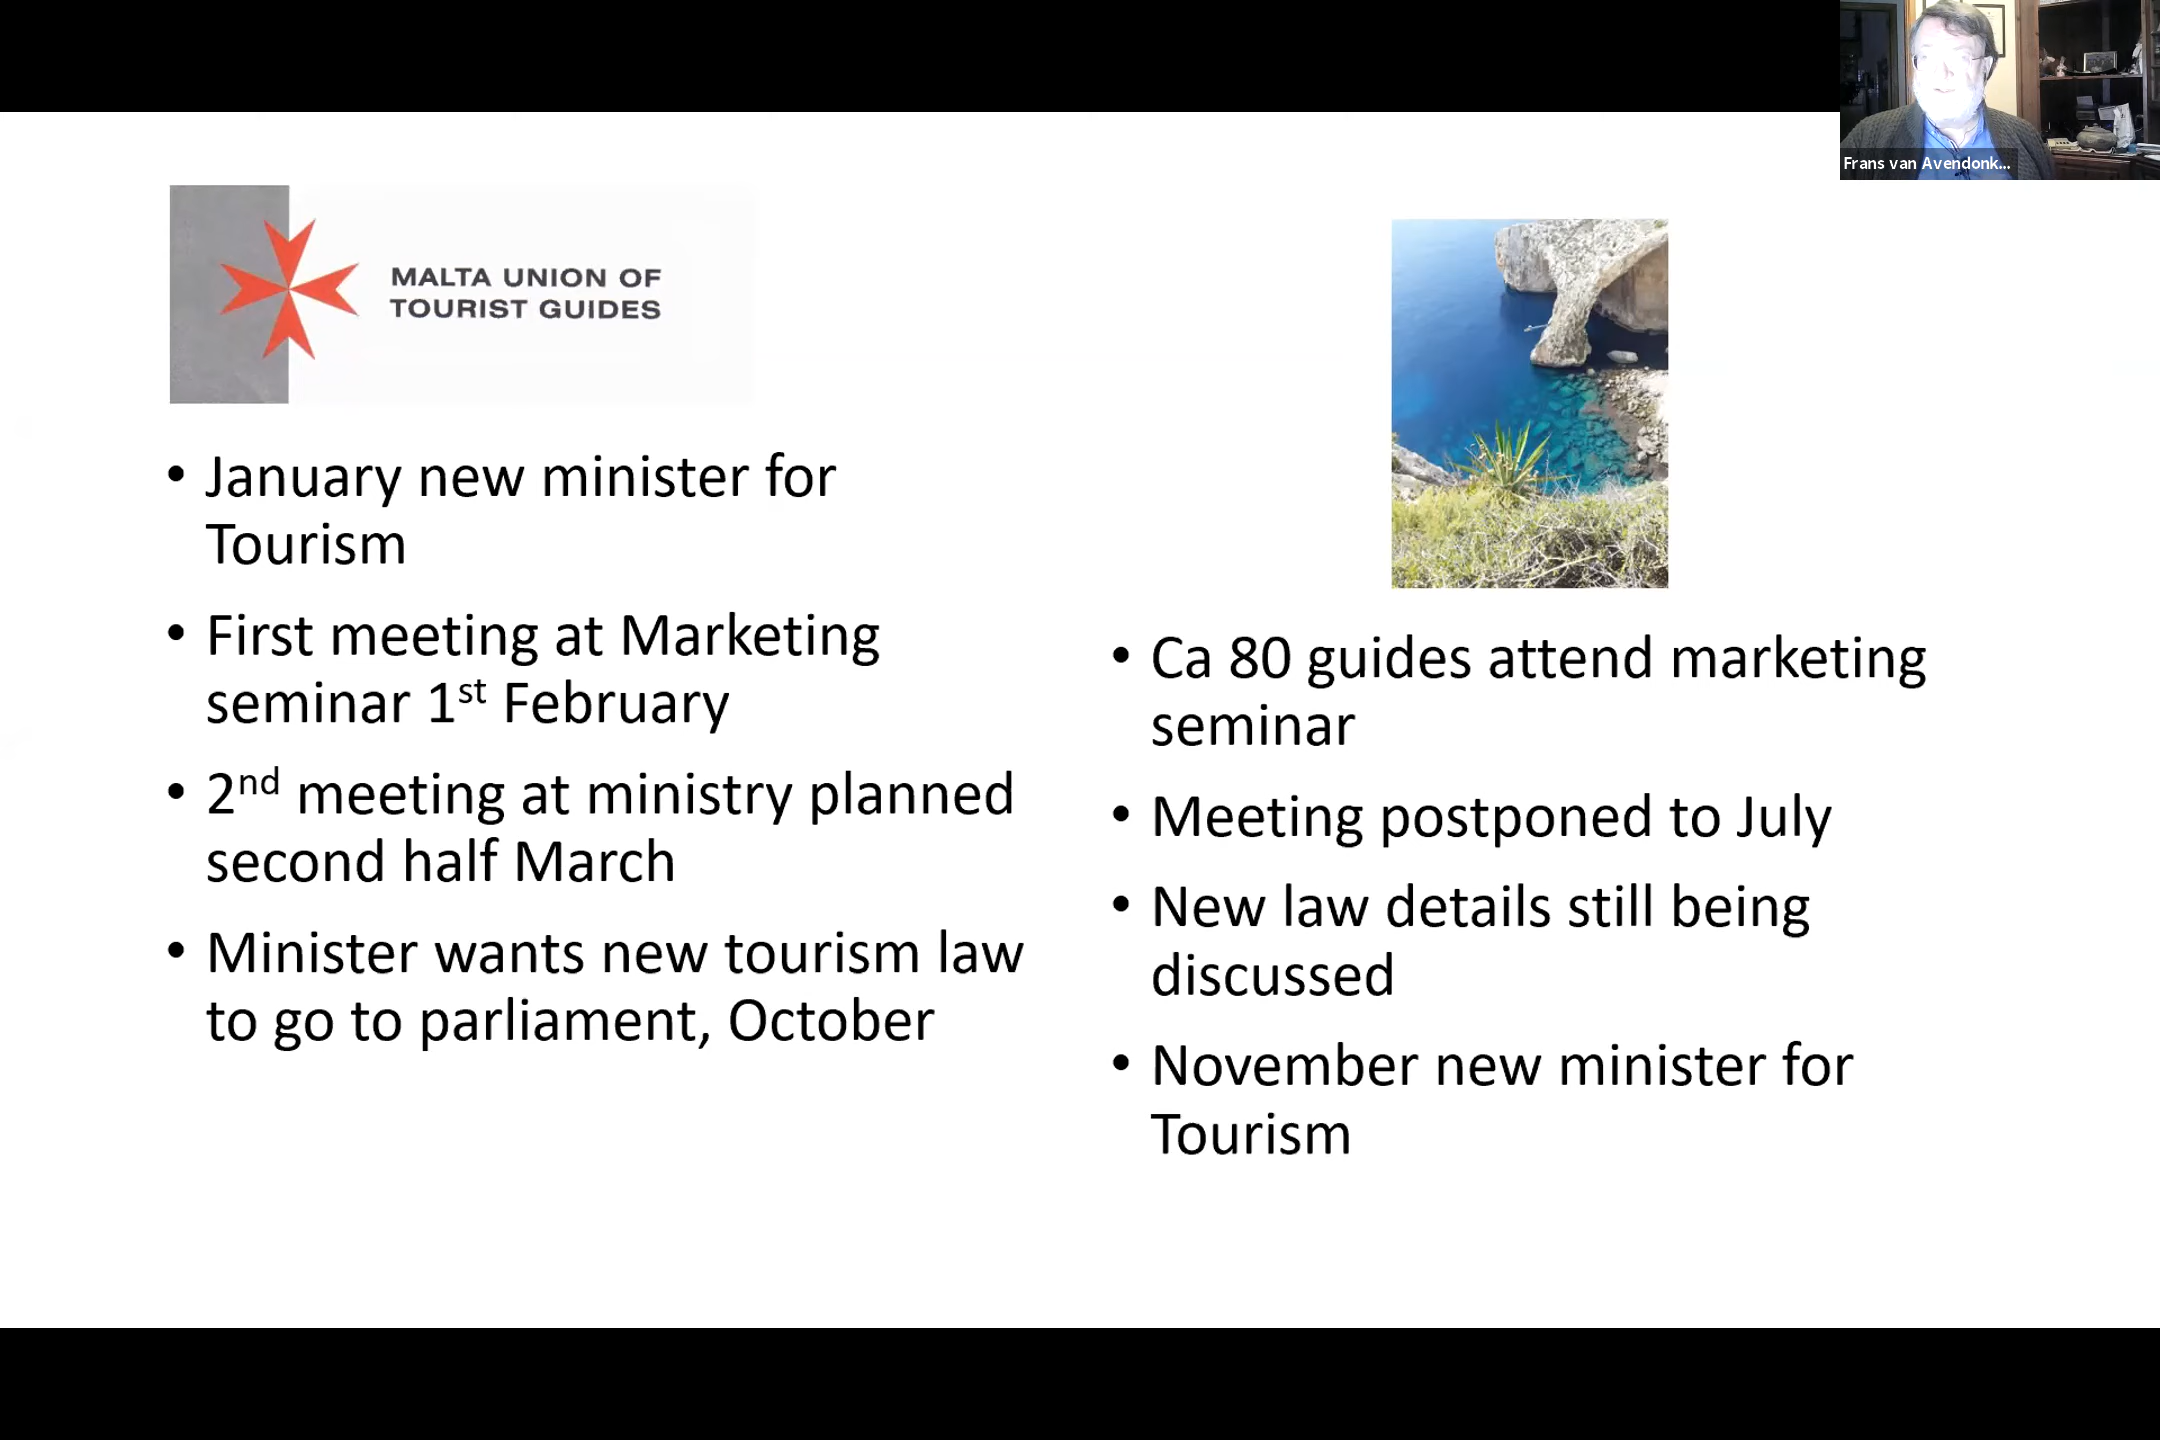 Frans van Avendonk...
MALTA UNION OF
TOURIST GUIDES
• January new minister for
Tourism
• First meeting at Marketing
seminar 1st February
• 2nd meeting at ministry planned
second half March
• Minister wants new tourism law
to go to parliament, October
• Ca 80 guides attend marketing
seminar
• Meeting postponed to July
• New law details still being
discussed
• November new minister for
Tourism